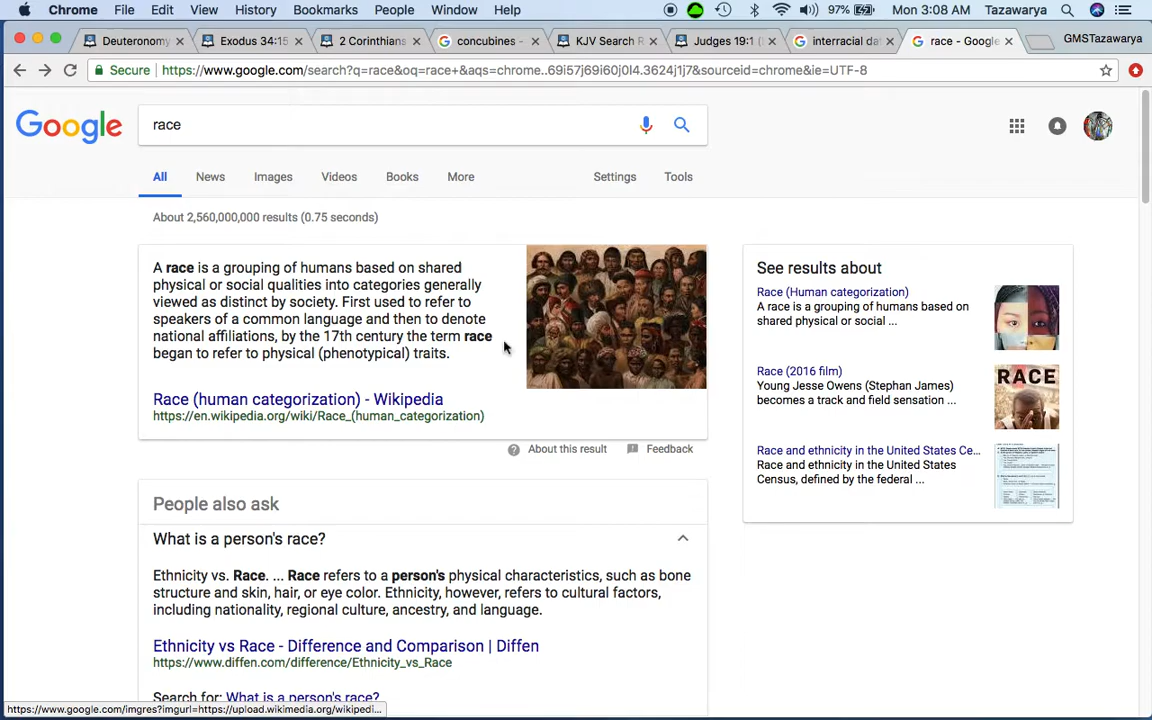 Chrome File Edit View History Bookmarks People Window Help 97% Mon 3:08 AM Tazawarya
Deuteronomy Exodus 34:15 2 Corinthians concubines - KJV Search R Judges 19:1 ( interracial da race - Google GMSTazawarya
Secure https://www.google.com/search?q=race&oq=race+&aqs=chrome..69i57j69i60j0l4.3624j1j7&sourceid=chrome&ie=UTF-8
Google race
All News Images Videos Books More Settings Tools
About 2,560,000,000 results (0.75 seconds)
A race is a grouping of humans based on shared
physical or social qualities into categories generally
viewed as distinct by society. First used to refer to
speakers of a common language and then to denote
national affiliations, by the 17th century the term race
began to refer to physical (phenotypical) traits.
Race (human categorization) - Wikipedia
https://en.wikipedia.org/wiki/Race_(human_categorization)
About this result Feedback
People also ask
What is a person's race?
Ethnicity vs. Race. ... Race refers to a person's physical characteristics, such as bone
structure and skin, hair, or eye color. Ethnicity, however, refers to cultural factors,
including nationality, regional culture, ancestry, and language.
Ethnicity vs Race - Difference and Comparison | Diffen
https://www.diffen.com/difference/Ethnicity_vs_Race
Search for: What is a person's race?
https://www.google.com/imgres?imgurl=https://upload.wikimedia.org/wikipedi...
See results about
Race (Human categorization)
A race is a grouping of humans based on
shared physical or social ...
Race (2016 film)
Young Jesse Owens (Stephan James)
becomes a track and field sensation ...
RACE
Race and ethnicity in the United States Ce...
Race and ethnicity in the United States
Census, defined by the federal ...